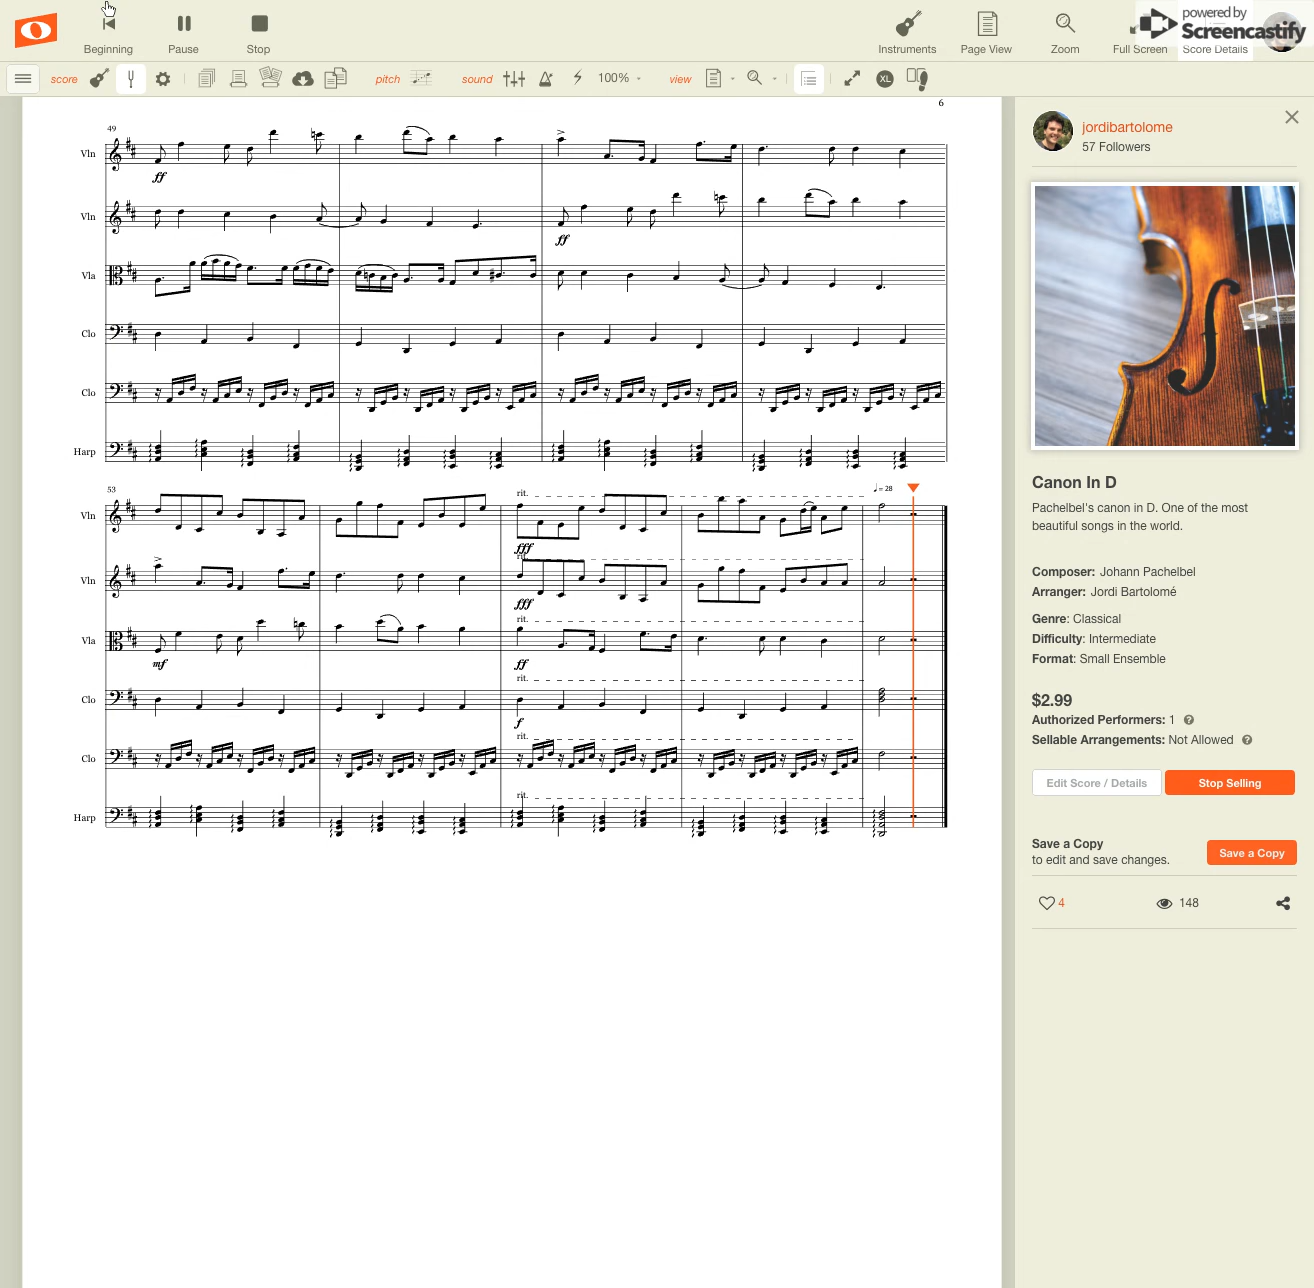 Beginning
Pause
Stop
Instruments
Page View
Zoom
Full Screen
Score Details
powered by
Screencastify
score
pitch
sound
100%
view
XL
6
jordibartolome
57 Followers
49
Vln
ff
Vln
ff
Vla
Clo
Clo
Harp
53
rit.
♩ = 28
Vln
fff
rit.
Vln
fff
rit.
Vla
mf
ff
rit.
Clo
f
rit.
Clo
rit.
Harp
Canon In D
Pachelbel's canon in D. One of the most
beautiful songs in the world.
Composer: Johann Pachelbel
Arranger: Jordi Bartolomé
Genre: Classical
Difficulty: Intermediate
Format: Small Ensemble
$2.99
Authorized Performers: 1 ?
Sellable Arrangements: Not Allowed ?
Edit Score / Details
Stop Selling
Save a Copy
to edit and save changes.
Save a Copy
4
148